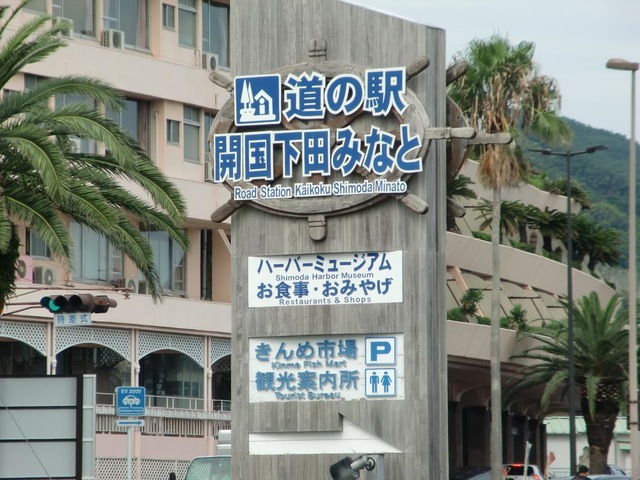 道の駅
開国下田みなと
Road Station Kaikoku Shimoda Minato
ハーバーミュージアム
Shimoda Harbor Museum
お食事・おみやげ
Restaurants & Shops
きんめ市場 P
Kinme Fish Mart
観光案内所
Tourist Bureau
時差式
EV 200V